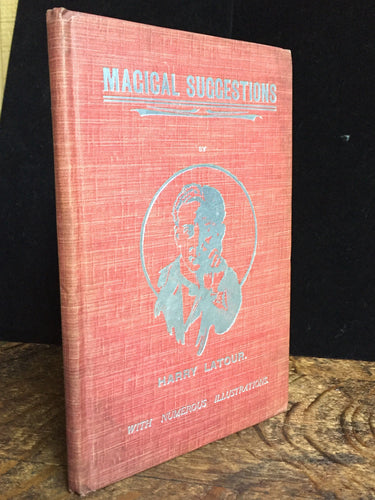 MAGICAL SUGGESTIONS
BY
HARRY LATOUR.
WITH NUMEROUS ILLUSTRATIONS.